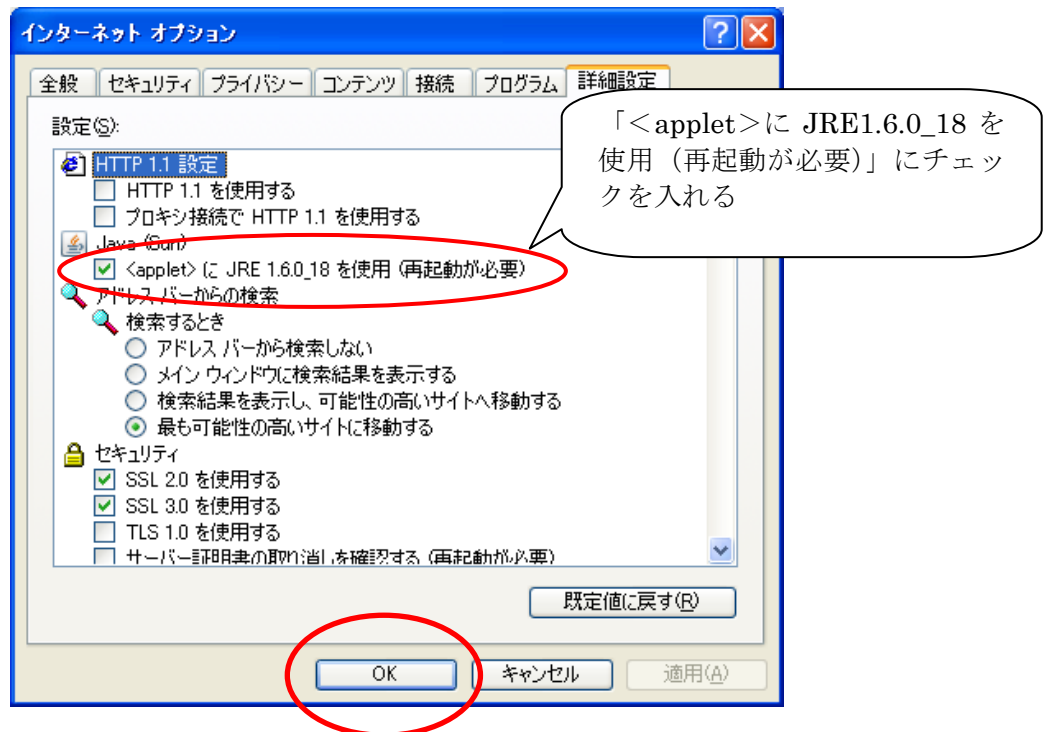 インターネット オプション
全般 セキュリティ プライバシー コンテンツ 接続 プログラム 詳細設定
設定(S):
「＜applet＞に JRE1.6.0_18 を
使用（再起動が必要）」にチェッ
クを入れる
HTTP 1.1 設定
HTTP 1.1 を使用する
プロキシ接続で HTTP 1.1 を使用する
Java (Sun)
<applet> に JRE 1.6.0_18 を使用 (再起動が必要)
アドレス バーからの検索
検索するとき
アドレス バーから検索しない
メイン ウィンドウに検索結果を表示する
検索結果を表示し、可能性の高いサイトへ移動する
最も可能性の高いサイトに移動する
セキュリティ
SSL 2.0 を使用する
SSL 3.0 を使用する
TLS 1.0 を使用する
サーバー証明書の取り消しを確認する (再起動が必要)
既定値に戻す(R)
OK キャンセル 適用(A)